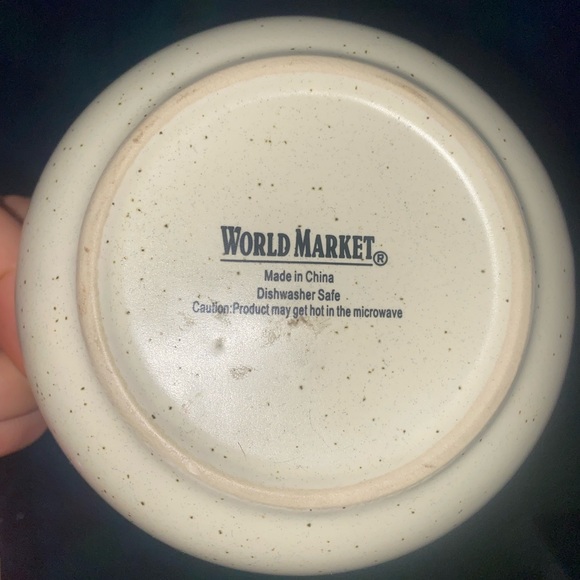 WORLD MARKET®
Made in China
Dishwasher Safe
Caution:Product may get hot in the microwave